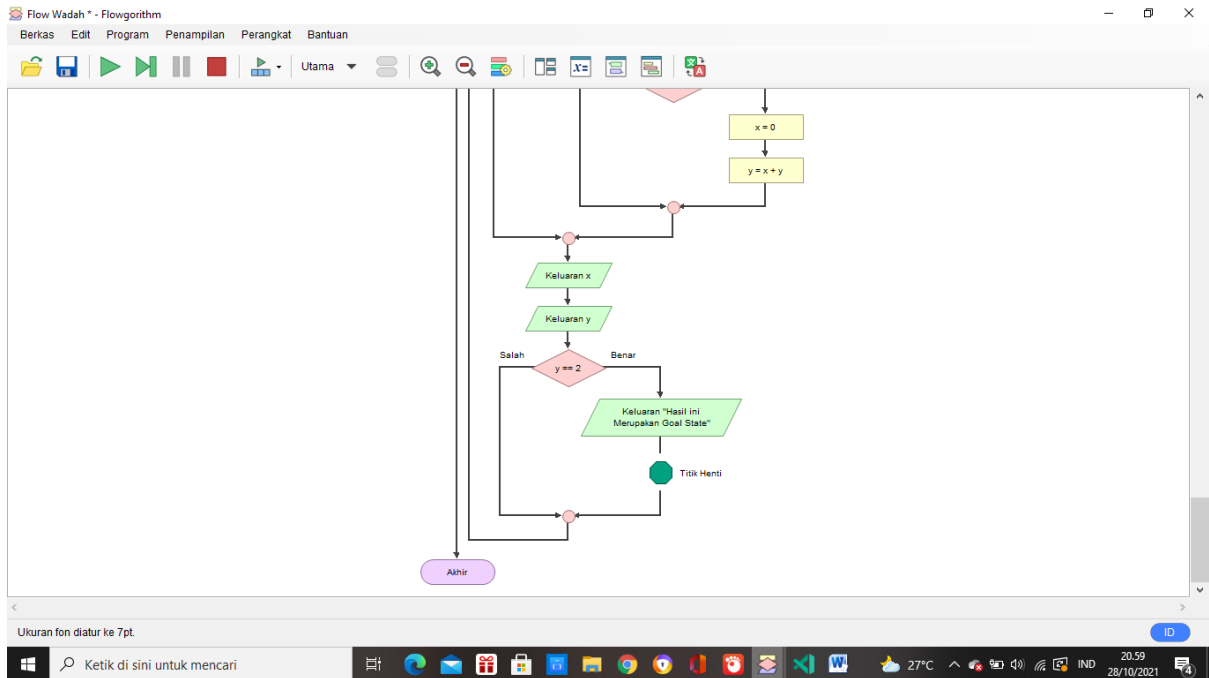 Flow Wadah * - Flowgorithm
Berkas Edit Program Penampilan Perangkat Bantuan
Utama
x=
x = 0
y = x + y
Keluaran x
Keluaran y
Salah
Benar
y == 2
Keluaran "Hasil ini
Merupakan Goal State"
Titik Henti
Akhir
Ukuran fon diatur ke 7pt.
ID
Ketik di sini untuk mencari
27°C
IND
20.59
28/10/2021
4